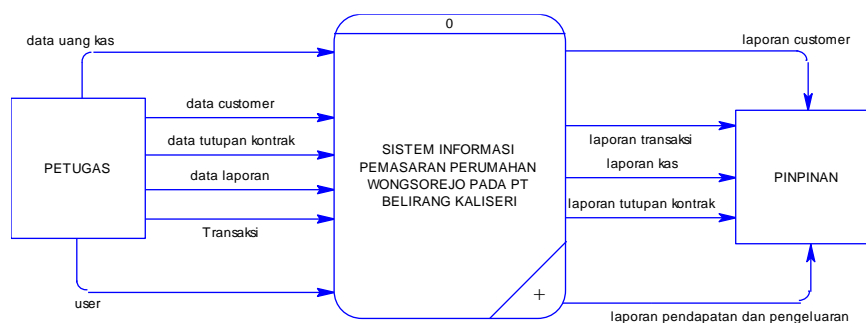 0
data uang kas
laporan customer
data customer
data tutupan kontrak
data laporan
Transaksi
user
PETUGAS
SISTEM INFORMASI
PEMASARAN PERUMAHAN
WONGSOREJO PADA PT
BELIRANG KALISERI
+
laporan transaksi
laporan kas
laporan tutupan kontrak
laporan pendapatan dan pengeluaran
PINPINAN